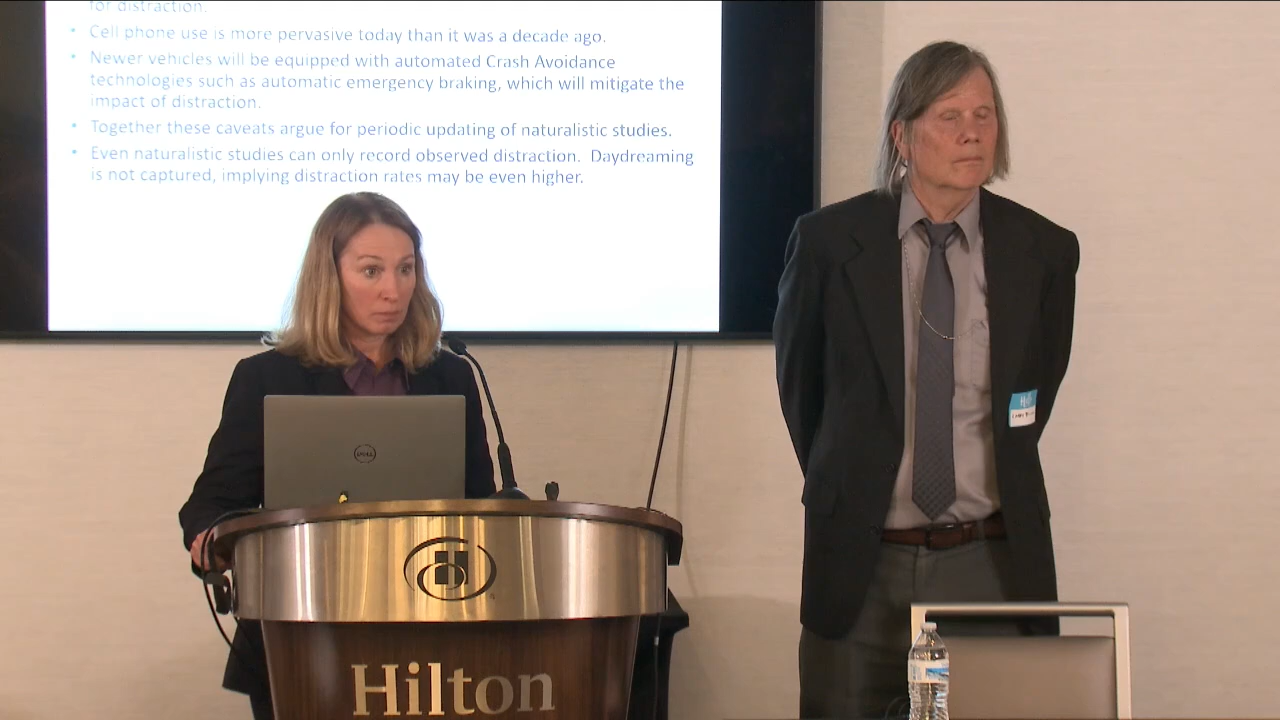 for distraction.
• Cell phone use is more pervasive today than it was a decade ago.
• Newer vehicles will be equipped with automated Crash Avoidance
technologies such as automatic emergency braking, which will mitigate the
impact of distraction.
• Together these caveats argue for periodic updating of naturalistic studies.
• Even naturalistic studies can only record observed distraction. Daydreaming
is not captured, implying distraction rates may be even higher.
DELL
Hilton